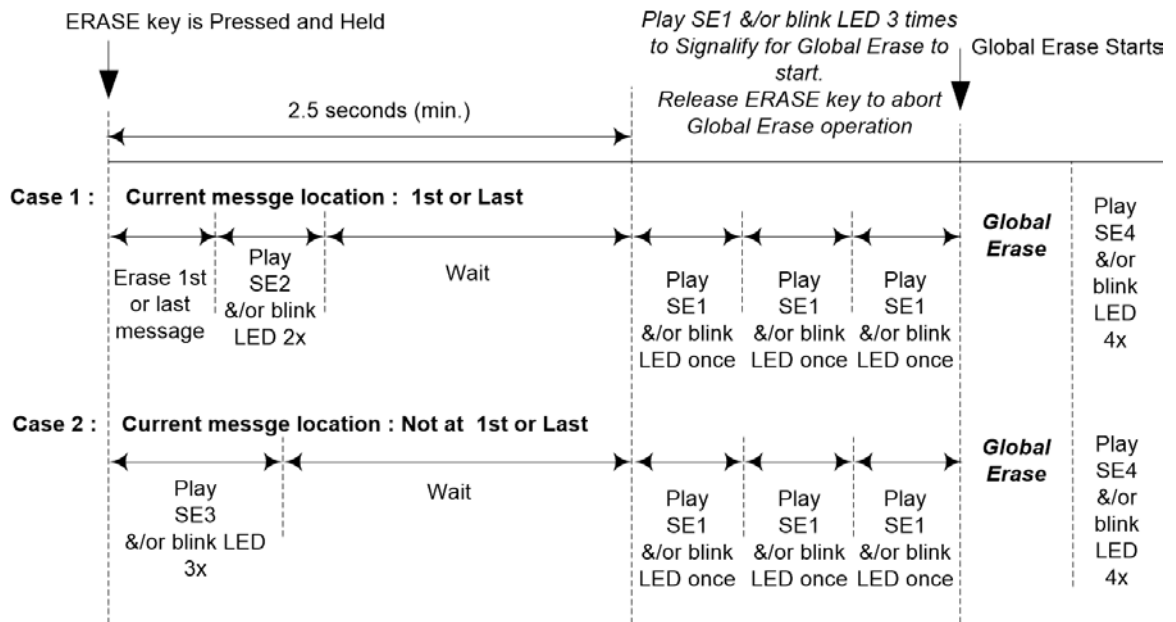 ERASE key is Pressed and Held
Play SE1 &/or blink LED 3 times
to Signalify for Global Erase to
start.
Release ERASE key to abort
Global Erase operation
Global Erase Starts
2.5 seconds (min.)
Case 1 : Current messge location : 1st or Last
Erase 1st
or last
message
Play
SE2
&/or blink
LED 2x
Wait
Play
SE1
&/or blink
LED once
Play
SE1
&/or blink
LED once
Play
SE1
&/or blink
LED once
Global
Erase
Play
SE4
&/or
blink
LED
4x
Case 2 : Current messge location : Not at 1st or Last
Play
SE3
&/or blink LED
3x
Wait
Play
SE1
&/or blink
LED once
Play
SE1
&/or blink
LED once
Play
SE1
&/or blink
LED once
Global
Erase
Play
SE4
&/or
blink
LED
4x